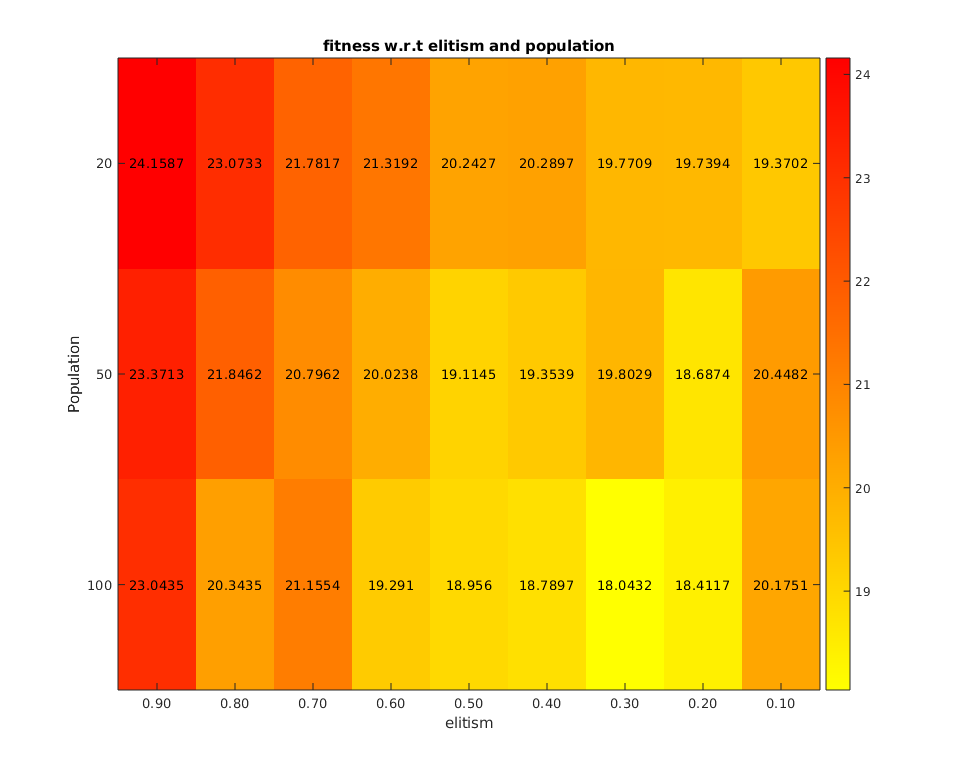 fitness w.r.t elitism and population
20 24.1587 23.0733 21.7817 21.3192 20.2427 20.2897 19.7709 19.7394 19.3702
50 23.3713 21.8462 20.7962 20.0238 19.1145 19.3539 19.8029 18.6874 20.4482
100 23.0435 20.3435 21.1554 19.291 18.956 18.7897 18.0432 18.4117 20.1751
Population
0.90 0.80 0.70 0.60 0.50 0.40 0.30 0.20 0.10
elitism
24
23
22
21
20
19